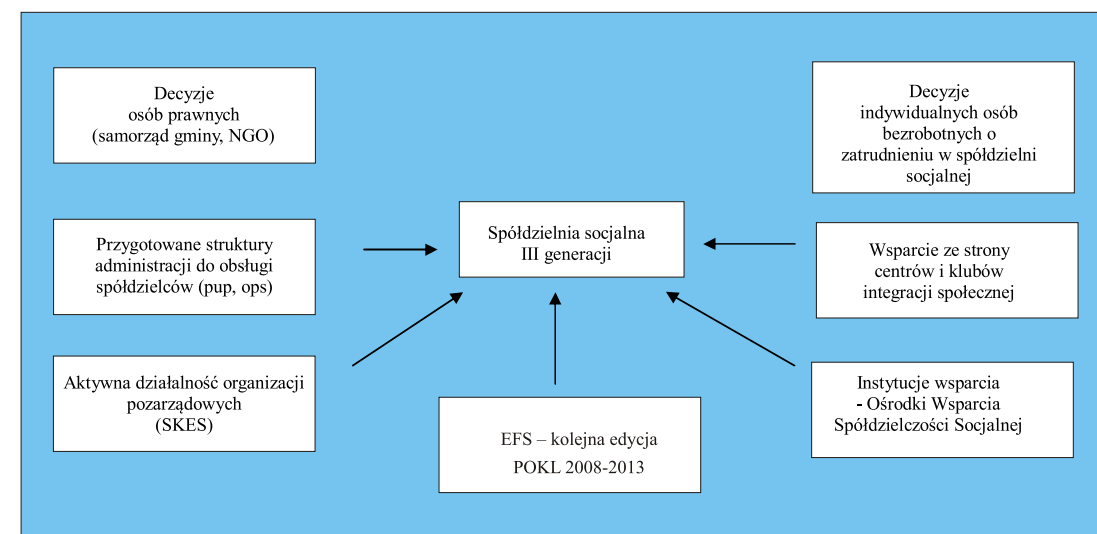 Decyzje
osób prawnych
(samorząd gminy, NGO)
Decyzje
indywidualnych osób
bezrobotnych o
zatrudnieniu w spółdzielni
socjalnej
Przygotowane struktury
administracji do obsługi
spółdzielców (pup, ops)
Spółdzielnia socjalna
III generacji
Wsparcie ze strony
centrów i klubów
integracji społecznej
Aktywna działalność organizacji
pozarządowych
(SKES)
EFS – kolejna edycja
POKL 2008-2013
Instytucje wsparcia
- Ośrodki Wsparcia
Spółdzielczości Socjalnej